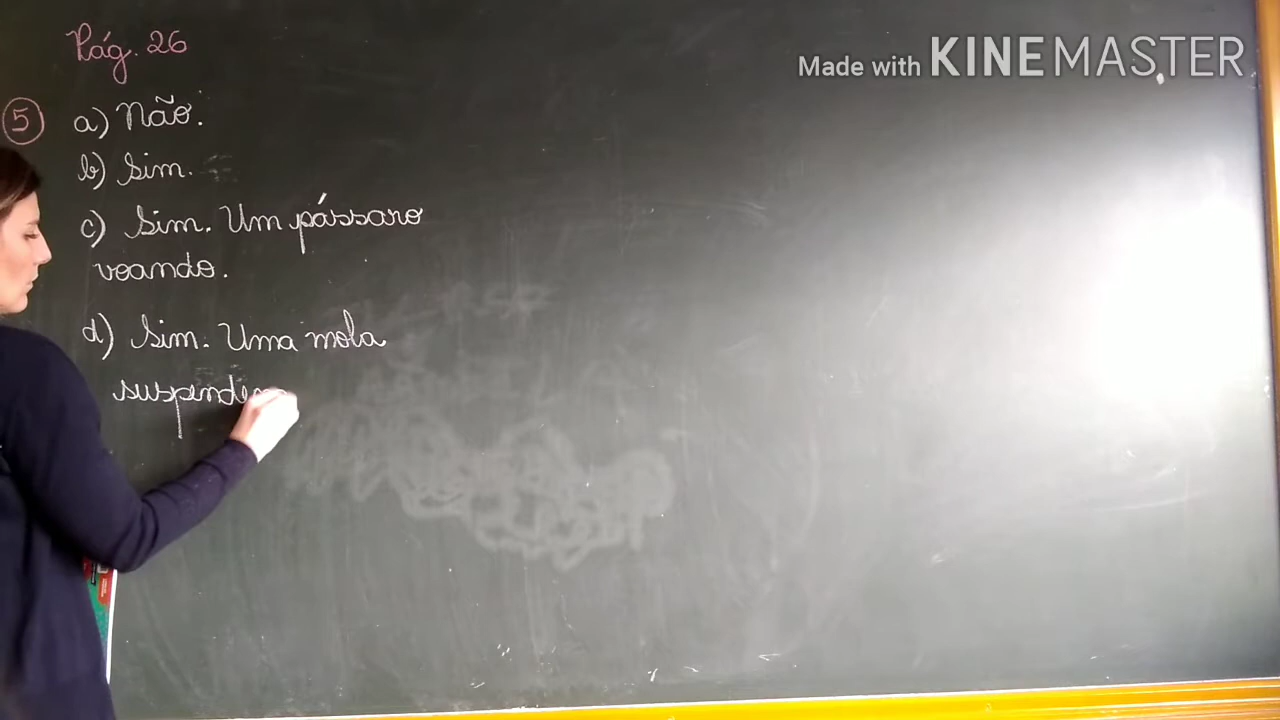 Pág. 26
Made with KINEMASTER
5 a) Não.
b) Sim.
c) Sim. Um pássaro
voando.
d) Sim. Uma mola